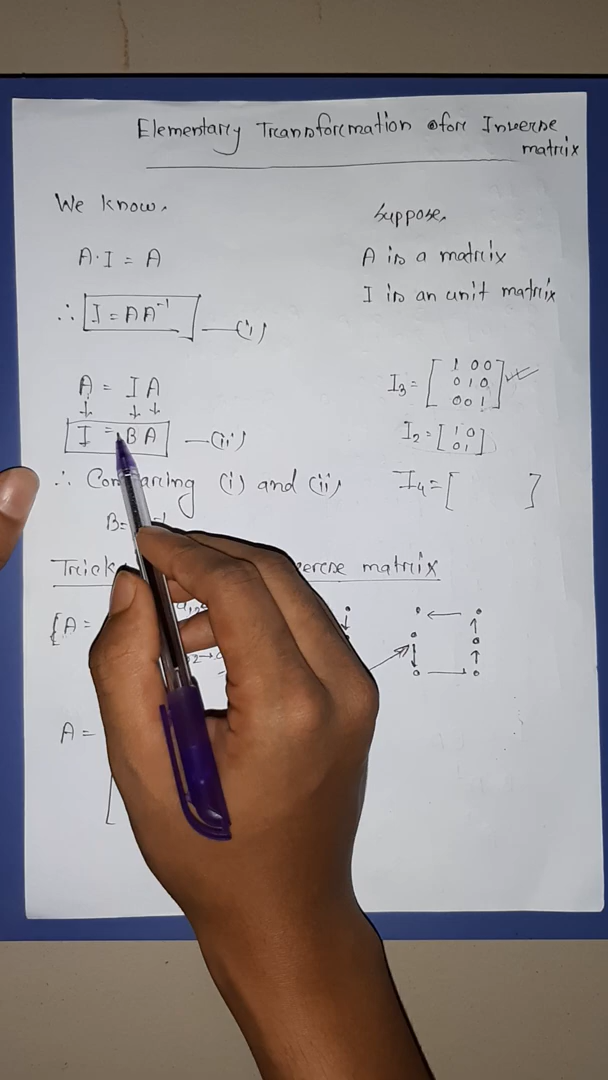 Elementary Transformation for Inverse
matrix
We know,
A·I = A
∴ I = AA⁻¹ —(i)
A = I A
↓ ↓ ↓
I = BA —(ii)
∴ Comparing (i) and (ii)
B=
Suppose,
A is a matrix
I is an unit matrix
I₃ = [1 0 0
0 1 0
0 0 1]
I₂ = [1 0
0 1]
I₄ = [ ]
Trick matrix
[A =
A =